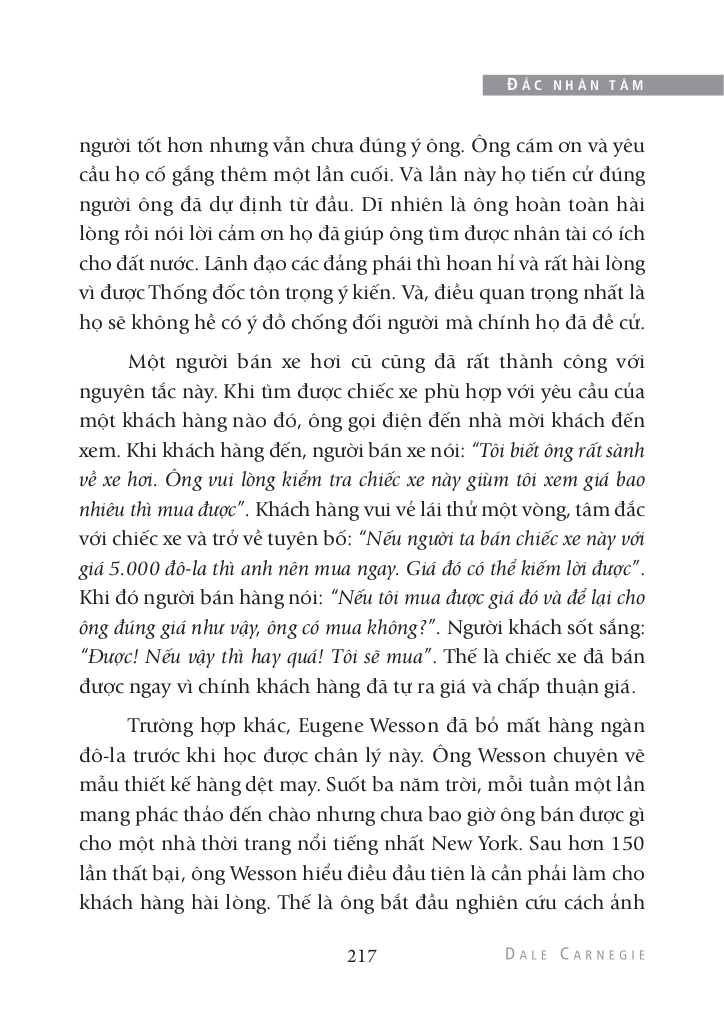 ĐẮC NHÂN TÂM
người tốt hơn nhưng vẫn chưa đúng ý ông. Ông cám ơn và yêu
cầu họ cố gắng thêm một lần cuối. Và lần này họ tiến cử đúng
người ông đã dự định từ đầu. Dĩ nhiên là ông hoàn toàn hài
lòng rồi nói lời cảm ơn họ đã giúp ông tìm được nhân tài có ích
cho đất nước. Lãnh đạo các đảng phái thì hoan hỉ và rất hài lòng
vì được Thống đốc tôn trọng ý kiến. Và, điều quan trọng nhất là
họ sẽ không hề có ý đồ chống đối người mà chính họ đã đề cử.
Một người bán xe hơi cũ cũng đã rất thành công với
nguyên tắc này. Khi tìm được chiếc xe phù hợp với yêu cầu của
một khách hàng nào đó, ông gọi điện đến nhà mời khách đến
xem. Khi khách hàng đến, người bán xe nói: “Tôi biết ông rất sành
về xe hơi. Ông vui lòng kiểm tra chiếc xe này giùm tôi xem giá bao
nhiêu thì mua được”. Khách hàng vui vẻ lái thử một vòng, tâm đắc
với chiếc xe và trở về tuyên bố: “Nếu người ta bán chiếc xe này với
giá 5.000 đô-la thì anh nên mua ngay. Giá đó có thể kiếm lời được”.
Khi đó người bán hàng nói: “Nếu tôi mua được giá đó và để lại cho
ông đúng giá như vậy, ông có mua không?”. Người khách sốt sắng:
“Được! Nếu vậy thì hay quá! Tôi sẽ mua”. Thế là chiếc xe đã bán
được ngay vì chính khách hàng đã tự ra giá và chấp thuận giá.
Trường hợp khác, Eugene Wesson đã bỏ mất hàng ngàn
đô-la trước khi học được chân lý này. Ông Wesson chuyên vẽ
mẫu thiết kế hàng dệt may. Suốt ba năm trời, mỗi tuần một lần
mang phác thảo đến chào nhưng chưa bao giờ ông bán được gì
cho một nhà thời trang nổi tiếng nhất New York. Sau hơn 150
lần thất bại, ông Wesson hiểu điều đầu tiên là cần phải làm cho
khách hàng hài lòng. Thế là ông bắt đầu nghiên cứu cách ảnh
217
DALE CARNEGIE